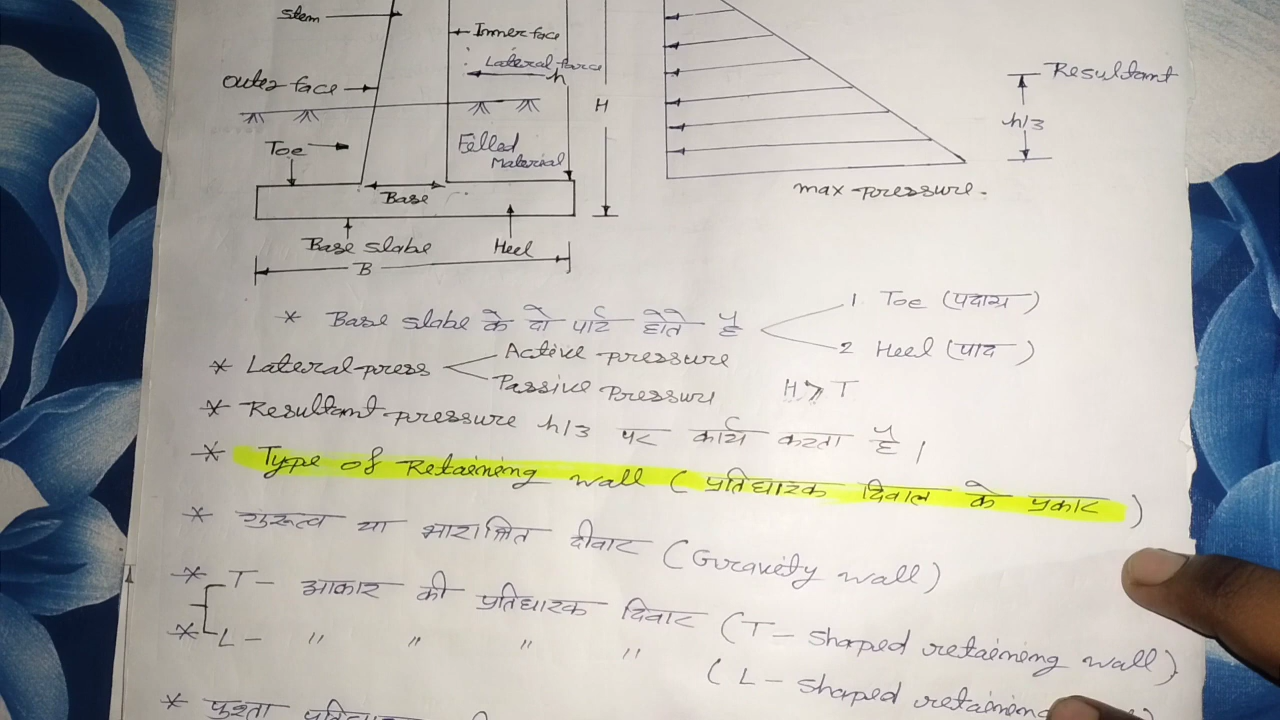 stem
Inner face
Lateral force
h
outer face
H
Toe
Filled
Material
Base
Base slabe
Heel
B
Resultant
h/3
max pressure.
* Base slabe के दो पार्ट होते है
1. Toe (पदाग्र)
2 Heel (पाद)
* Lateral press
Active pressure
Passive Pressure
H > T
* Resultant pressure h/3 पर कार्य करता है।
* Type of Retaining wall (प्रतिधारक दिवाल के प्रकार)
* गुरूत्व या भाराश्रित दीवार (Gravity wall)
* T- आकार की प्रतिधारक दिवार (T- shaped retaining wall)
* L- " " " " (L- shaped retaining
* पुश्ता